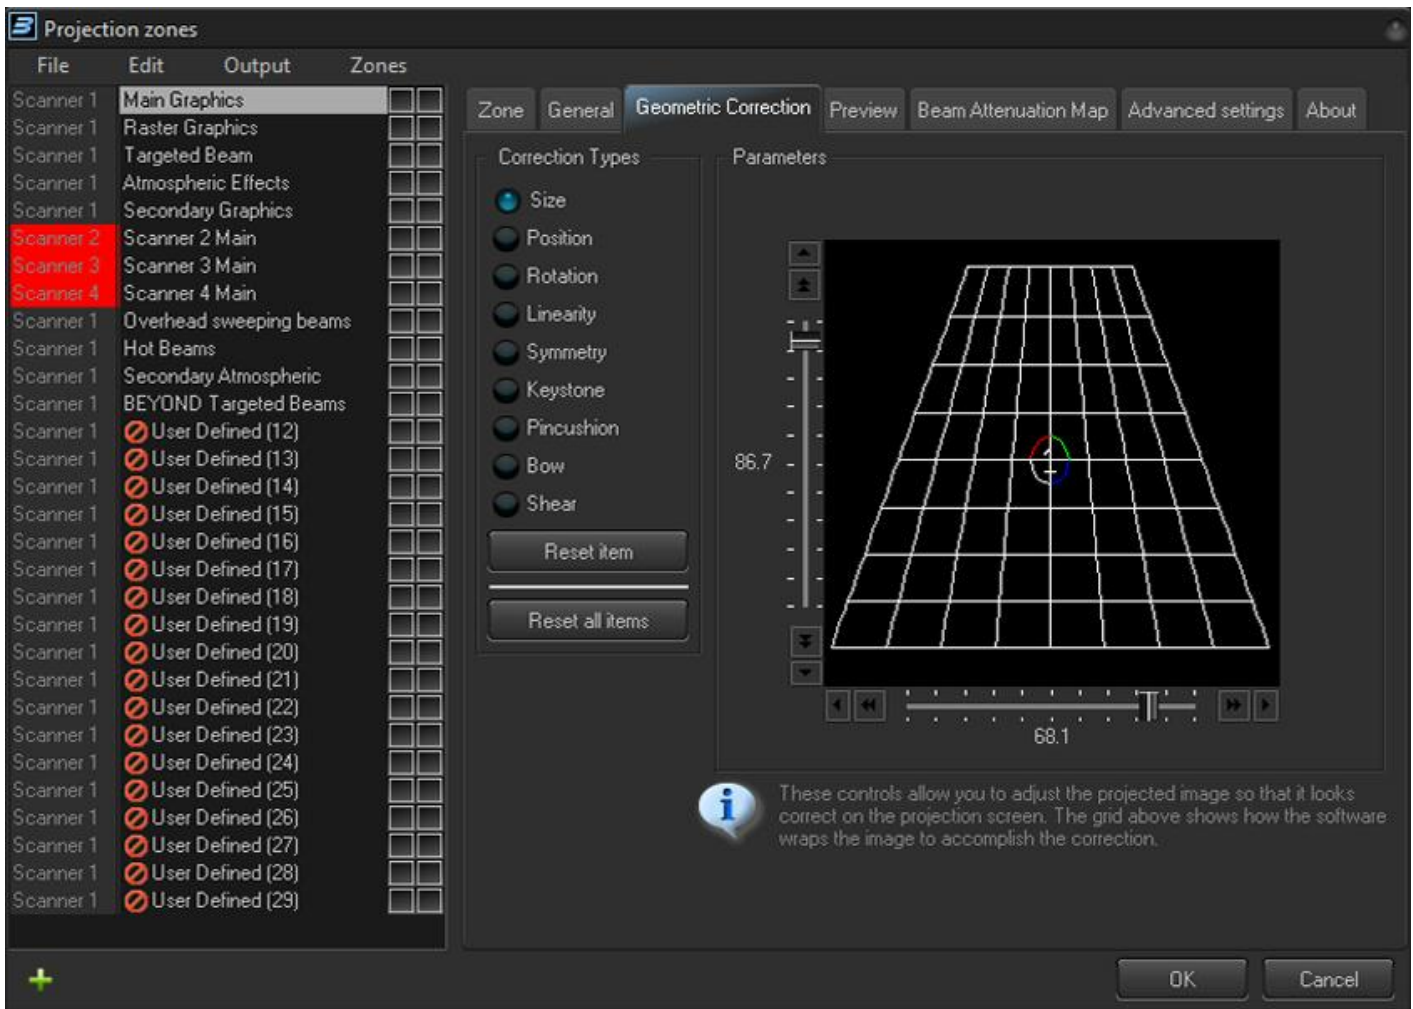 Projection zones
File Edit Output Zones
Scanner 1 Main Graphics
Scanner 1 Raster Graphics
Scanner 1 Targeted Beam
Scanner 1 Atmospheric Effects
Scanner 1 Secondary Graphics
Scanner 2 Scanner 2 Main
Scanner 3 Scanner 3 Main
Scanner 4 Scanner 4 Main
Scanner 1 Overhead sweeping beams
Scanner 1 Hot Beams
Scanner 1 Secondary Atmospheric
Scanner 1 BEYOND Targeted Beams
Scanner 1 User Defined (12)
Scanner 1 User Defined (13)
Scanner 1 User Defined (14)
Scanner 1 User Defined (15)
Scanner 1 User Defined (16)
Scanner 1 User Defined (17)
Scanner 1 User Defined (18)
Scanner 1 User Defined (19)
Scanner 1 User Defined (20)
Scanner 1 User Defined (21)
Scanner 1 User Defined (22)
Scanner 1 User Defined (23)
Scanner 1 User Defined (24)
Scanner 1 User Defined (25)
Scanner 1 User Defined (26)
Scanner 1 User Defined (27)
Scanner 1 User Defined (28)
Scanner 1 User Defined (29)
Zone General Geometric Correction Preview Beam Attenuation Map Advanced settings About
Correction Types
Size
Position
Rotation
Linearity
Symmetry
Keystone
Pincushion
Bow
Shear
Reset item
Reset all items
Parameters
86.7
1
68.1
These controls allow you to adjust the projected image so that it looks
correct on the projection screen. The grid above shows how the software
wraps the image to accomplish the correction.
OK Cancel